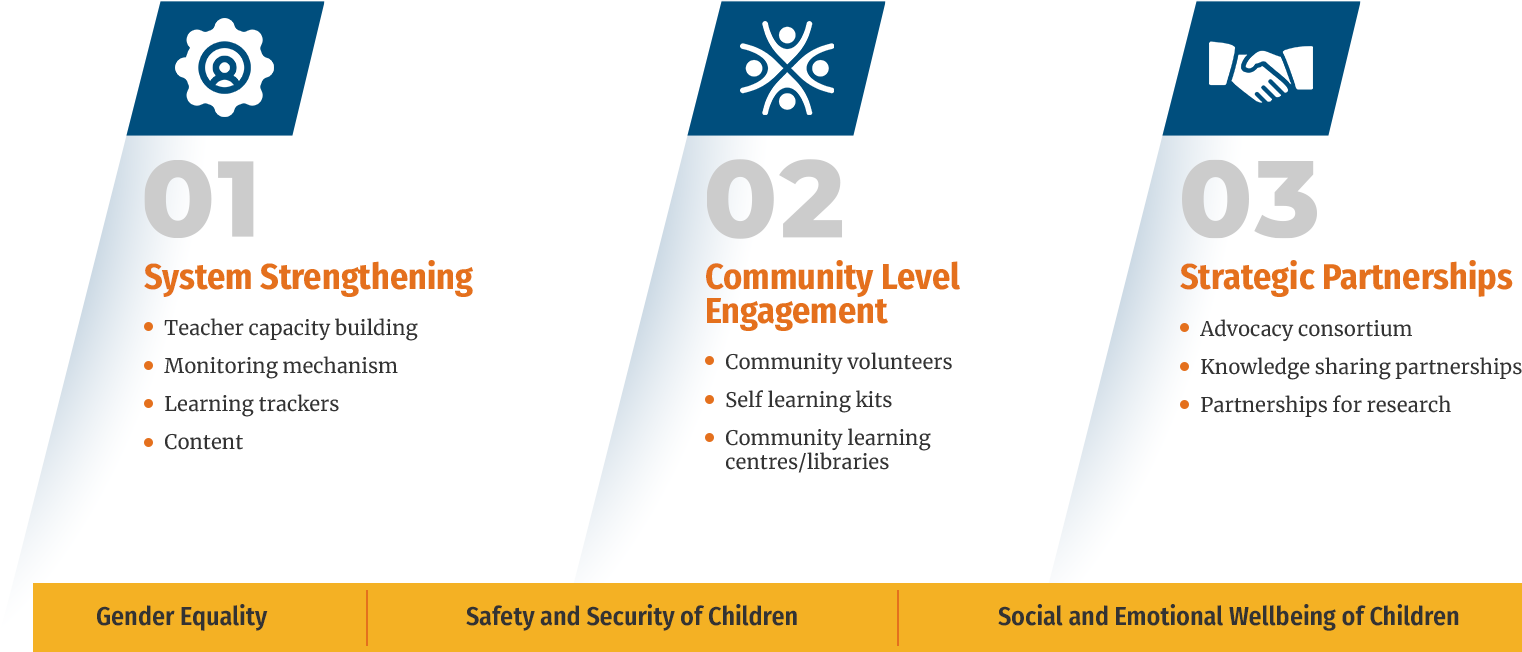 01
System Strengthening
Teacher capacity building
Monitoring mechanism
Learning trackers
Content
02
Community Level
Engagement
Community volunteers
Self learning kits
Community learning
centres/libraries
03
Strategic Partnerships
Advocacy consortium
Knowledge sharing partnerships
Partnerships for research
Gender Equality
Safety and Security of Children
Social and Emotional Wellbeing of Children